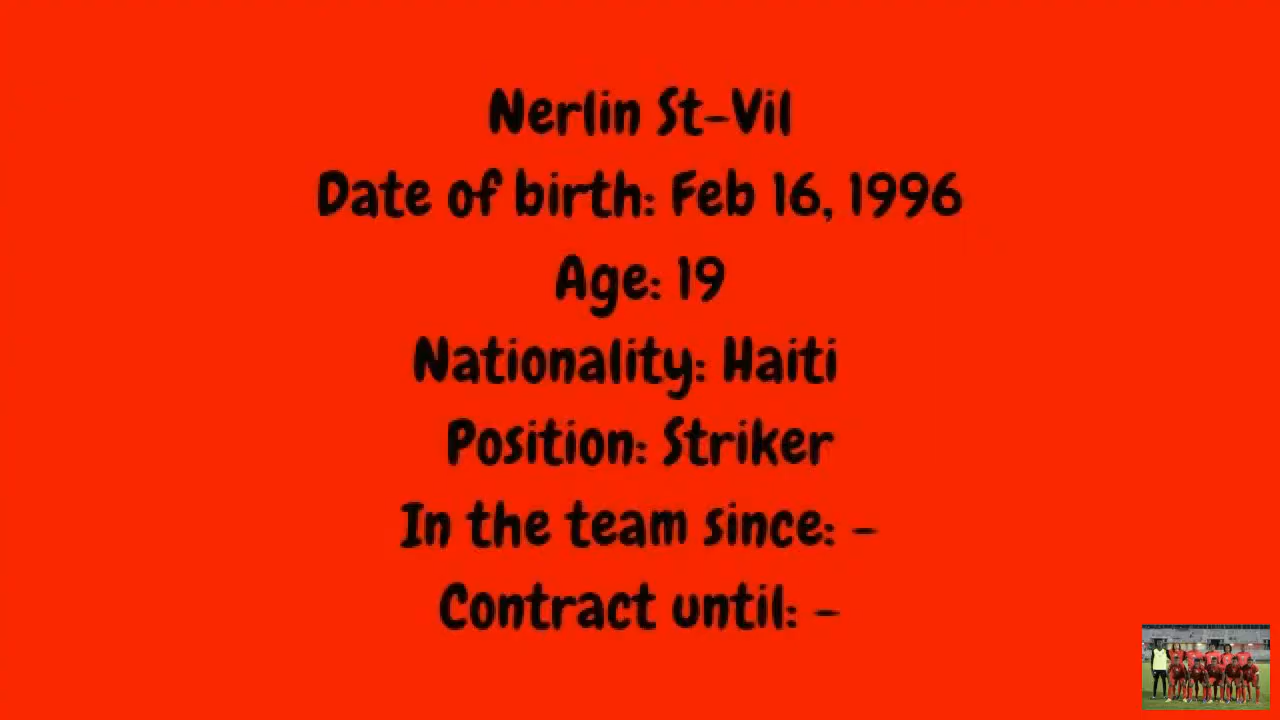 Nerlin St-Vil
Date of birth: Feb 16, 1996
Age: 19
Nationality: Haiti
Position: Striker
In the team since: -
Contract until: -